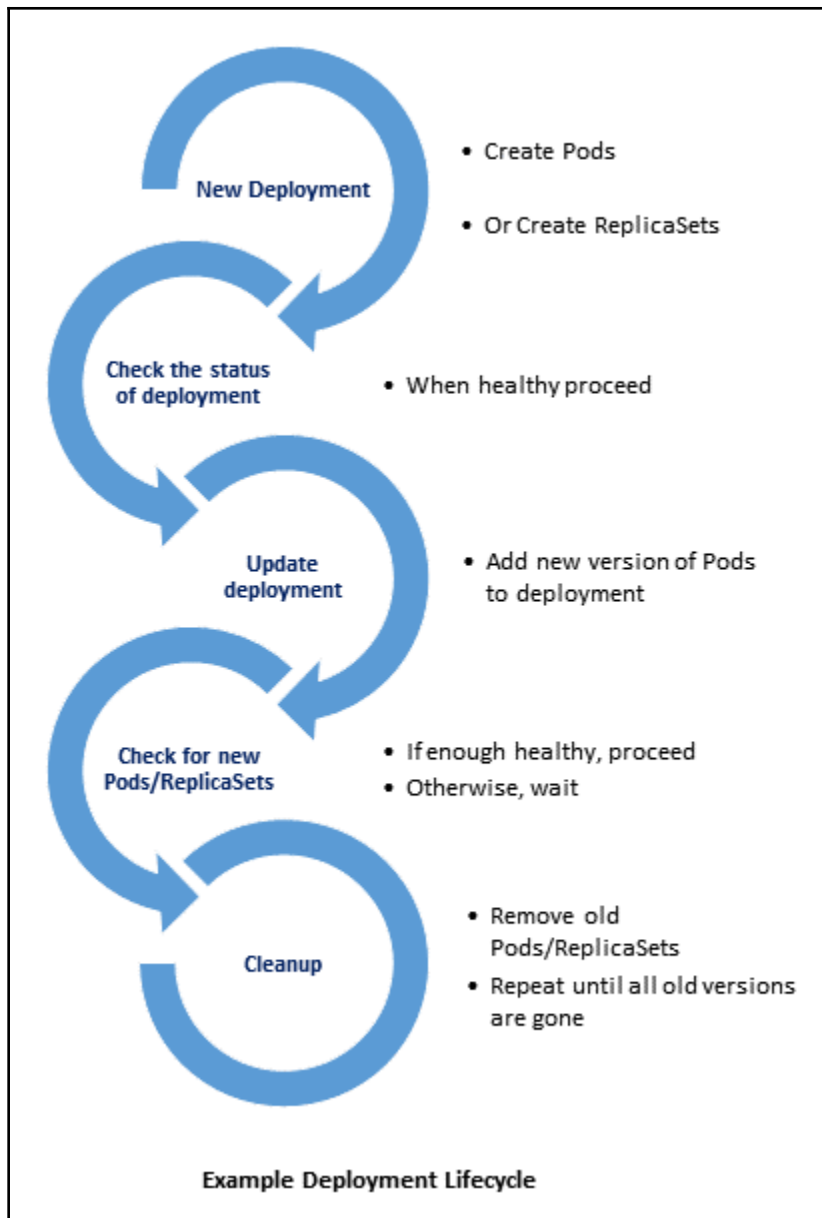 New Deployment
• Create Pods
• Or Create ReplicaSets
Check the status
of deployment
• When healthy proceed
Update
deployment
• Add new version of Pods
to deployment
Check for new
Pods/ReplicaSets
• If enough healthy, proceed
• Otherwise, wait
Cleanup
• Remove old
Pods/ReplicaSets
• Repeat until all old versions
are gone
Example Deployment Lifecycle